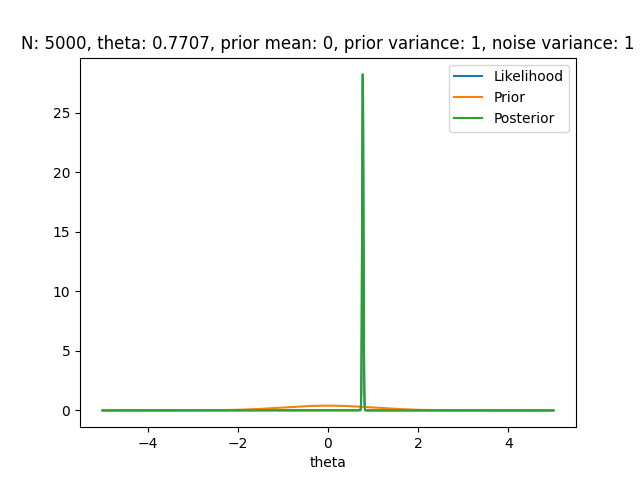 N: 5000, theta: 0.7707, prior mean: 0, prior variance: 1, noise variance: 1
Likelihood
Prior
Posterior
25
20
15
10
5
0
−4
−2
0
2
4
theta